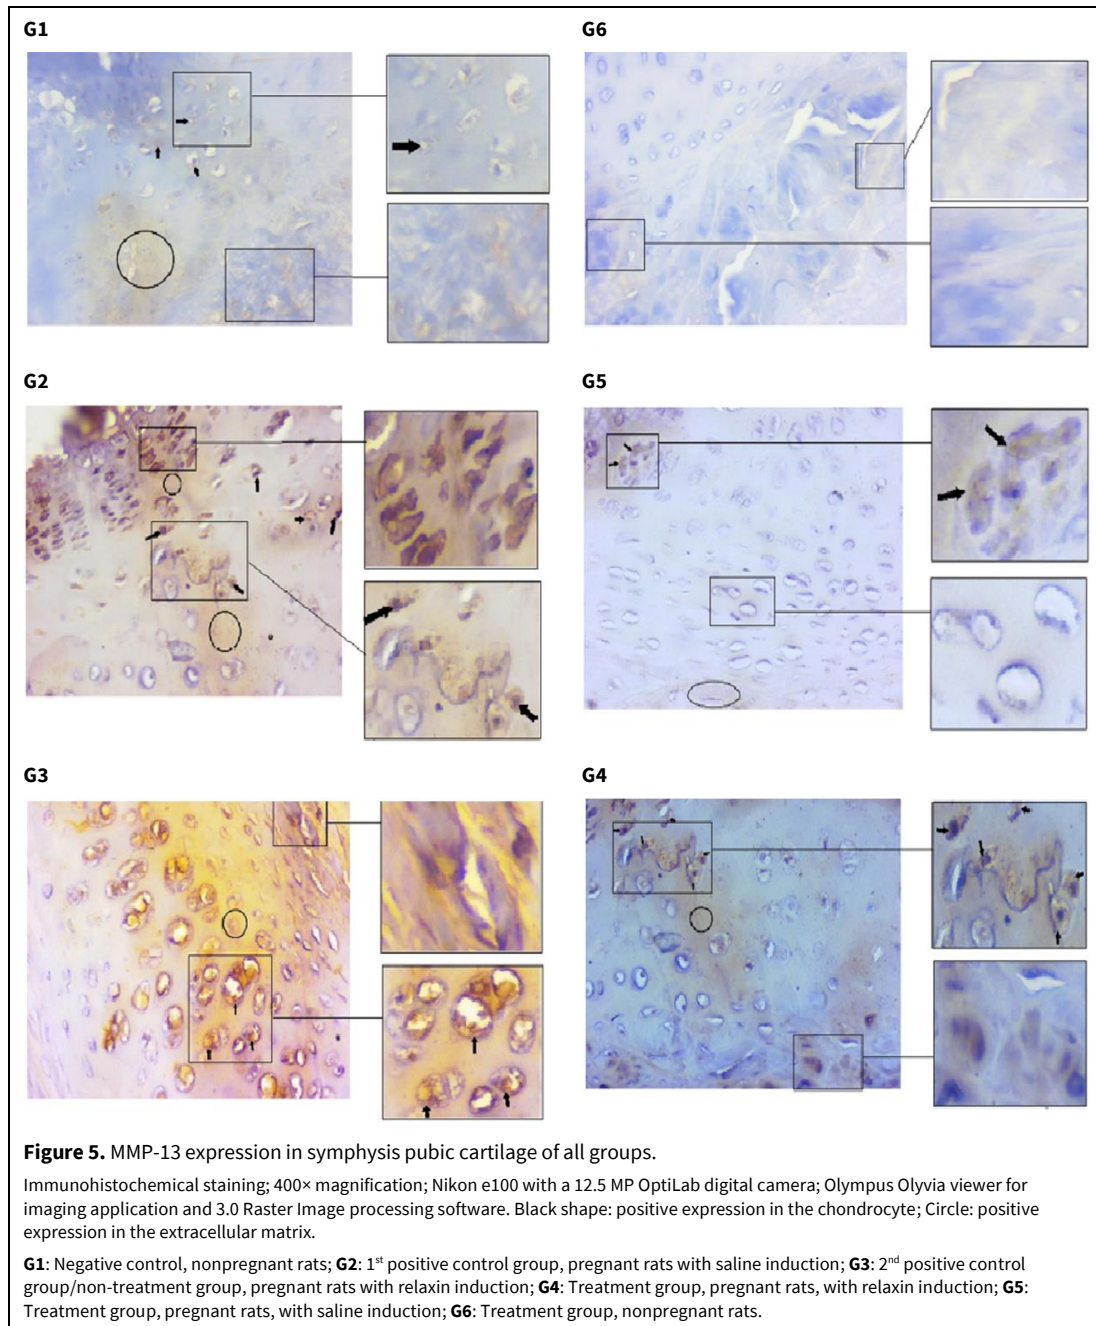 G1
G6
G2
G5
G3
G4
Figure 5. MMP-13 expression in symphysis pubic cartilage of all groups.
Immunohistochemical staining; 400× magnification; Nikon e100 with a 12.5 MP OptiLab digital camera; Olympus Olyvia viewer for
imaging application and 3.0 Raster Image processing software. Black shape: positive expression in the chondrocyte; Circle: positive
expression in the extracellular matrix.
G1: Negative control, nonpregnant rats; G2: 1st positive control group, pregnant rats with saline induction; G3: 2nd positive control
group/non-treatment group, pregnant rats with relaxin induction; G4: Treatment group, pregnant rats, with relaxin induction; G5:
Treatment group, pregnant rats, with saline induction; G6: Treatment group, nonpregnant rats.